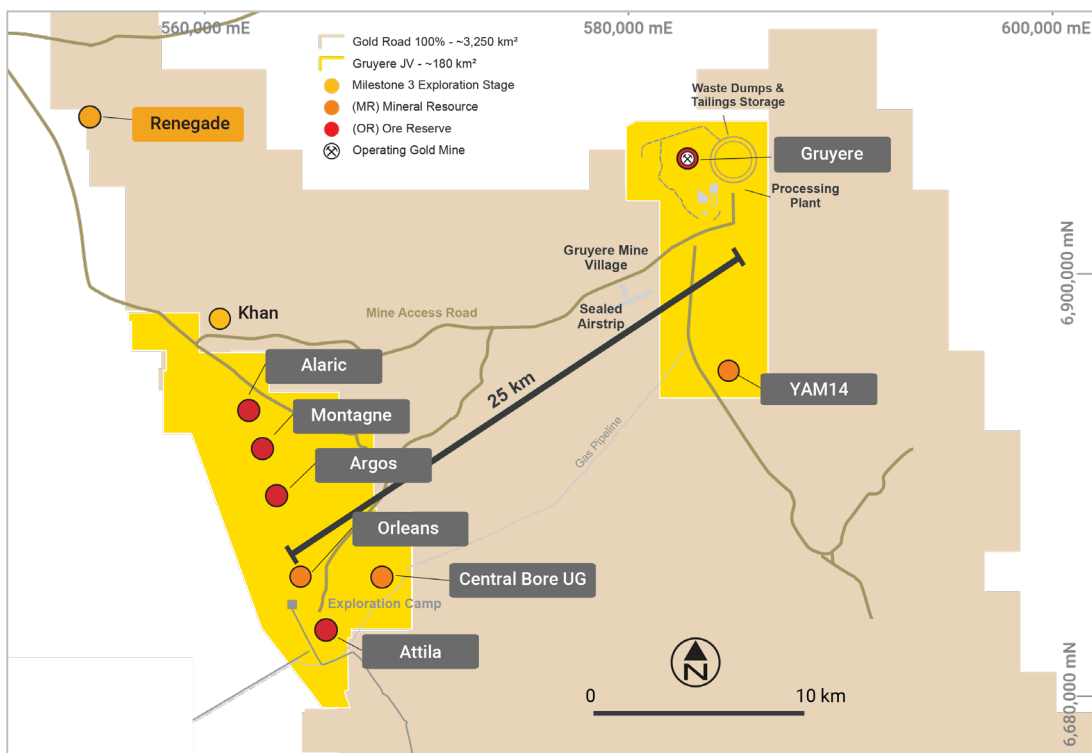 560,000 mE
580,000 mE
600,000 mE
Gold Road 100% - ~3,250 km²
Gruyere JV - ~180 km²
Milestone 3 Exploration Stage
(MR) Mineral Resource
(OR) Ore Reserve
Operating Gold Mine
Renegade
Waste Dumps &
Tailings Storage
Gruyere
Processing
Plant
Gruyere Mine
Village
6,900,000 mN
Khan
Mine Access Road
Sealed
Airstrip
Alaric
25 km
YAM14
Montagne
Gas Pipeline
Argos
Orleans
Central Bore UG
Exploration Camp
Attila
N
0
10 km
6,680,000 mN